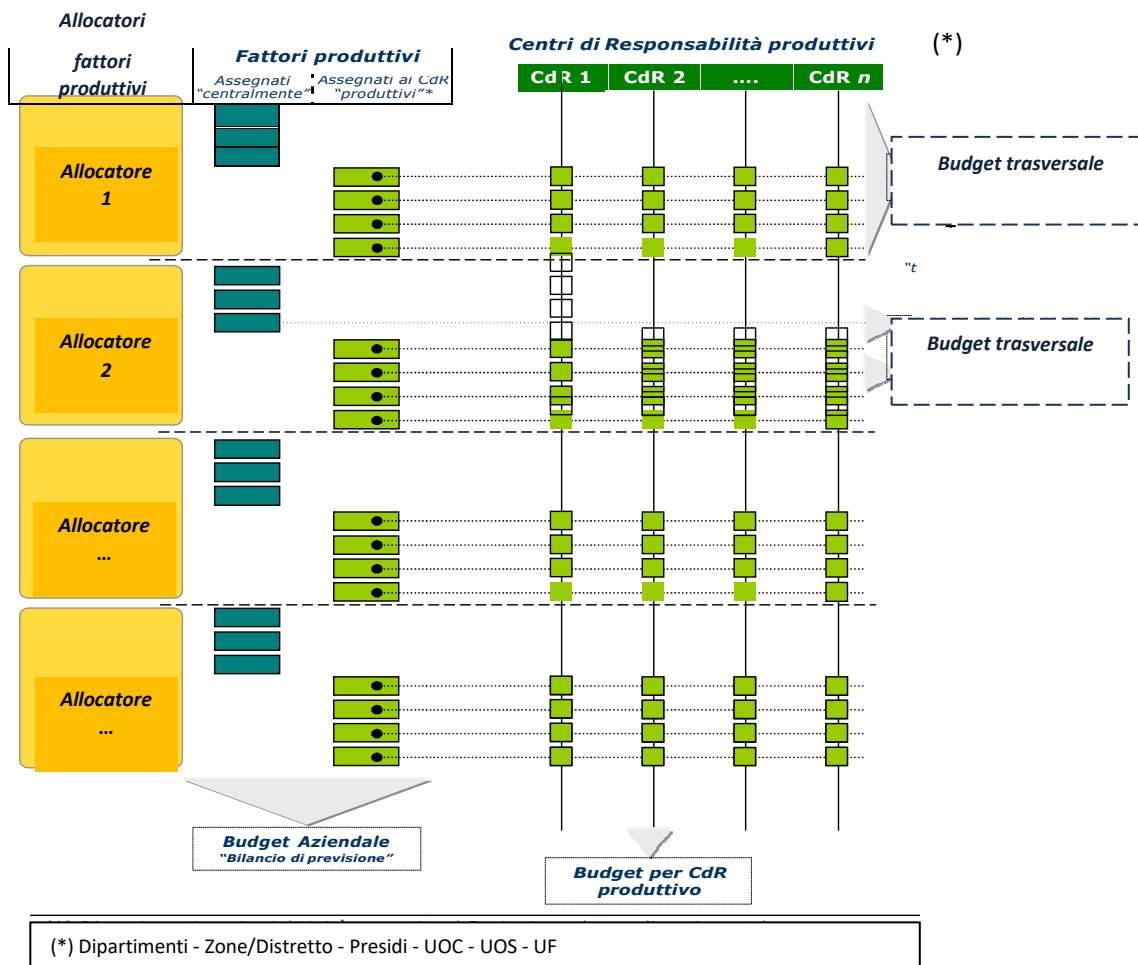 Allocatori
fattori
produttivi
Fattori produttivi
Assegnati
“centralmente”
Assegnati ai CdR
“produttivi”*
Centri di Responsabilità produttivi
(*)
CdR 1
CdR 2
....
CdR n
Allocatore
1
Budget trasversale
“t
Allocatore
2
Budget trasversale
Allocatore
…
Allocatore
…
Budget Aziendale
“Bilancio di previsione”
Budget per CdR
produttivo
(*) Dipartimenti - Zone/Distretto - Presidi - UOC - UOS - UF